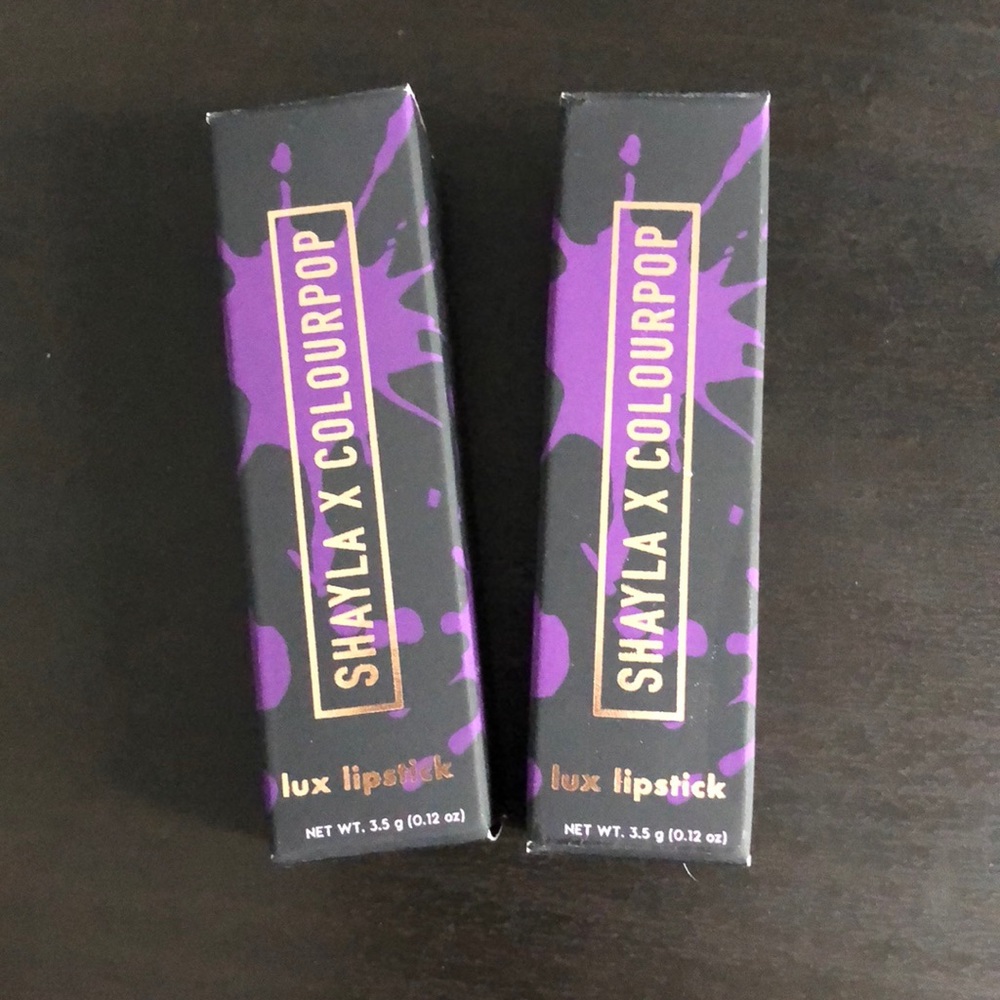 SHAYLA X COLOURPOP
lux lipstick
NET WT. 3.5 g (0.12 oz)
SHAYLA X COLOURPOP
lux lipstick
NET WT. 3.5 g (0.12 oz)